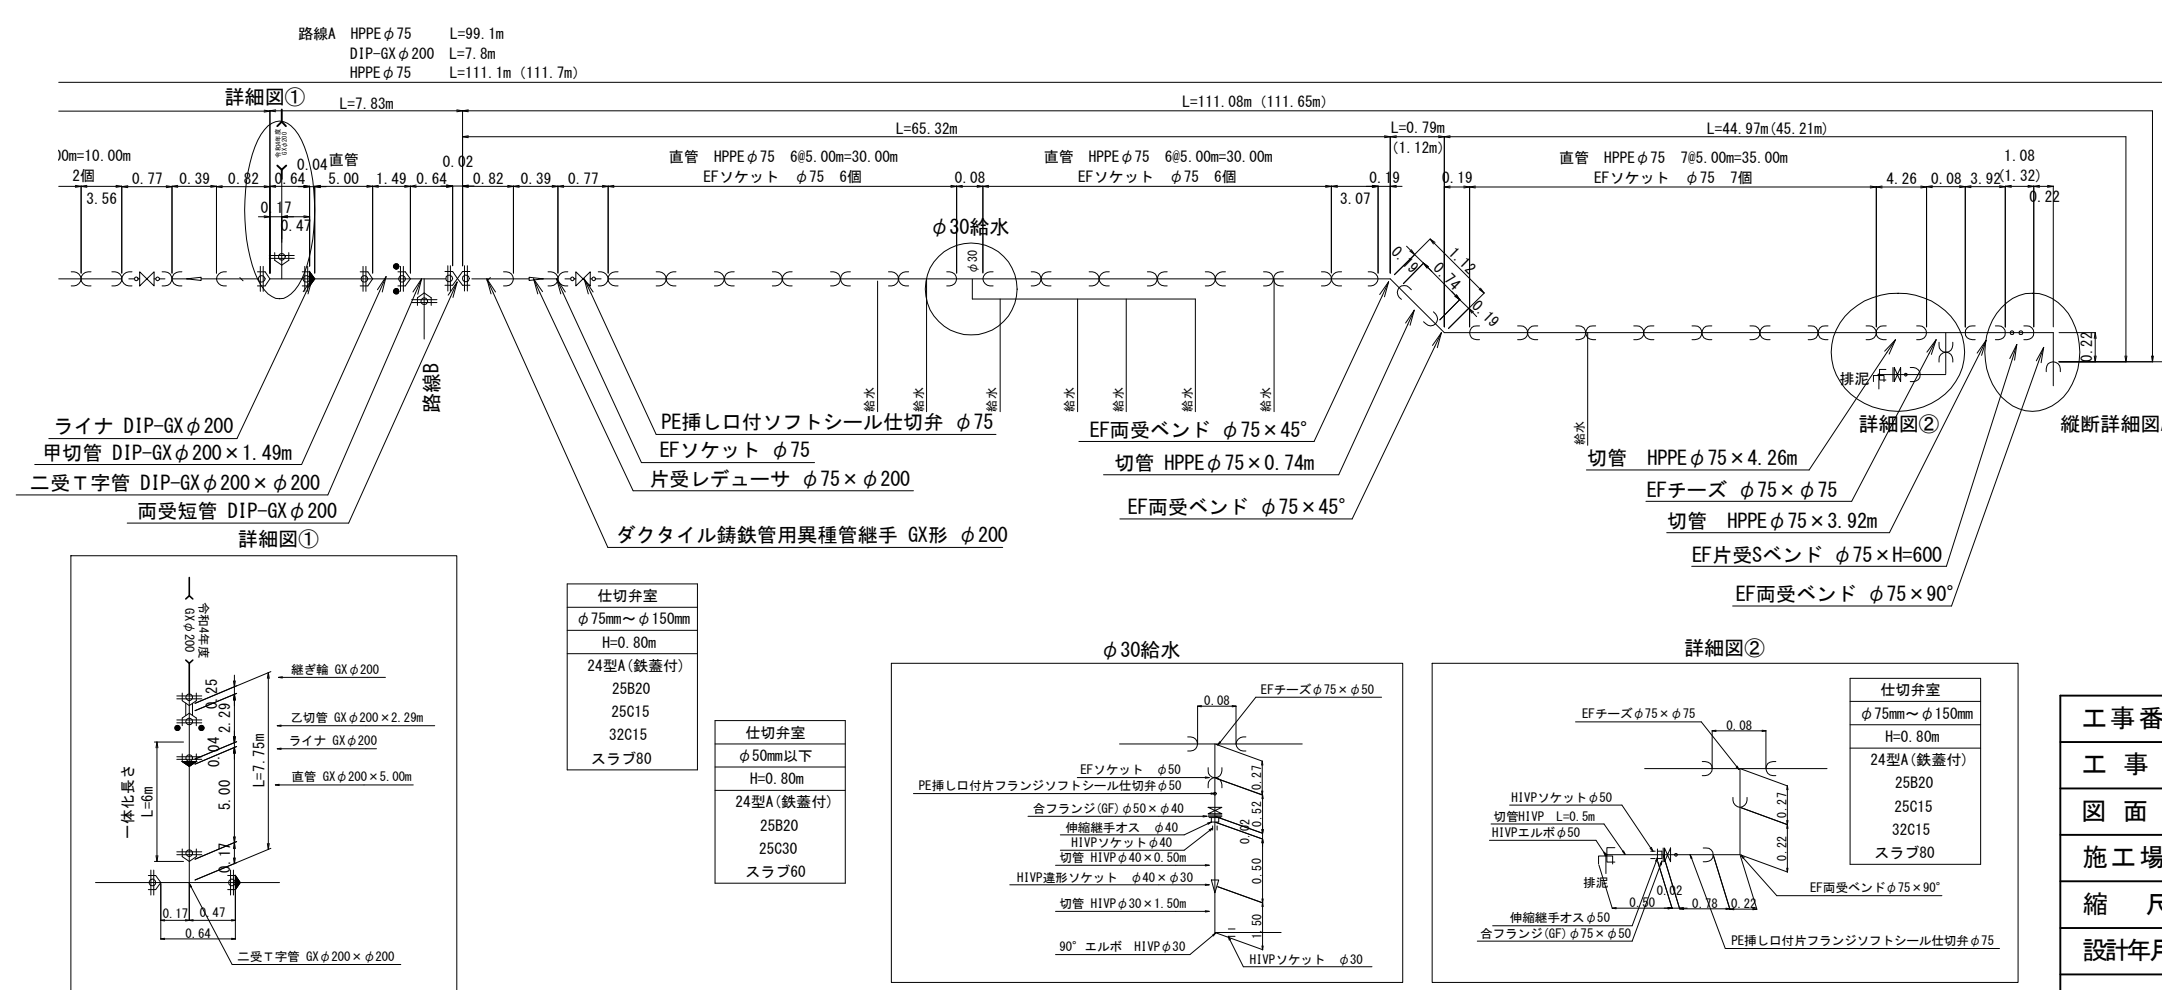 路線A HPPEφ75 L=99.1m
DIP-GXφ200 L=7.8m
HPPEφ75 L=111.1m (111.7m)
詳細図①
L=7.83m
L=111.08m (111.65m)
L=65.32m
L=0.79m
(1.12m)
L=44.97m(45.21m)
00m=10.00m
2個
3.56
0.77
0.39
0.82
0.64
0.04
直管
5.00
1.49
0.64
0.02
0.82
0.39
0.77
0.17
0.47
令和4年度
GXφ200
直管 HPPEφ75 6@5.00m=30.00m
EFソケット φ75 6個
0.08
直管 HPPEφ75 6@5.00m=30.00m
EFソケット φ75 6個
3.07
0.19
0.19
直管 HPPEφ75 7@5.00m=35.00m
EFソケット φ75 7個
4.26
0.08
3.92
1.08
(1.32)
0.22
0.22
φ30給水
φ30
0.19
1.12
0.74
0.19
路線B
給水
給水
給水
給水
給水
給水
給水
給水
排泥
詳細図②
縦断詳細図
ライナ DIP-GXφ200
甲切管 DIP-GXφ200×1.49m
二受T字管 DIP-GXφ200×φ200
両受短管 DIP-GXφ200
PE挿し口付ソフトシール仕切弁 φ75
EFソケット φ75
片受レデューサ φ75×φ200
ダクタイル鋳鉄管用異種管継手 GX形 φ200
EF両受ベンド φ75×45°
切管 HPPEφ75×0.74m
EF両受ベンド φ75×45°
切管 HPPEφ75×4.26m
EFチーズ φ75×φ75
切管 HPPEφ75×3.92m
EF片受Sベンド φ75×H=600
EF両受ベンド φ75×90°
詳細図①
令和4年度
GXφ200
継ぎ輪 GXφ200
乙切管 GXφ200×2.29m
ライナ GXφ200
直管 GXφ200×5.00m
0.25
2.29
0.04
5.00
0.17
L=7.75m
一体化長さ
L=6m
0.17
0.47
0.64
二受T字管 GXφ200×φ200
仕切弁室
φ75mm～φ150mm
H=0.80m
24型A(鉄蓋付)
25B20
25C15
32C15
スラブ80
仕切弁室
φ50mm以下
H=0.80m
24型A(鉄蓋付)
25B20
25C30
スラブ60
φ30給水
0.08
EFチーズφ75×φ50
EFソケット φ50
PE挿し口付片フランジソフトシール仕切弁φ50
合フランジ(GF)φ50×φ40
伸縮継手オス φ40
HIVPソケットφ40
切管 HIVPφ40×0.50m
HIVP違形ソケット φ40×φ30
切管 HIVPφ30×1.50m
90° エルボ HIVPφ30
HIVPソケット φ30
0.27
0.52
0.02
0.50
1.50
詳細図②
EFチーズφ75×φ75
0.08
HIVPソケットφ50
切管HIVP L=0.5m
HIVPエルボφ50
排泥
0.27
0.22
0.50
0.02
0.78
0.22
EF両受ベンドφ75×90°
伸縮継手オスφ50
合フランジ(GF)φ75×φ50
PE挿し口付片フランジソフトシール仕切弁φ75
仕切弁室
φ75mm～φ150mm
H=0.80m
24型A(鉄蓋付)
25B20
25C15
32C15
スラブ80
工事番
工事
図面
施工場
縮尺
設計年月